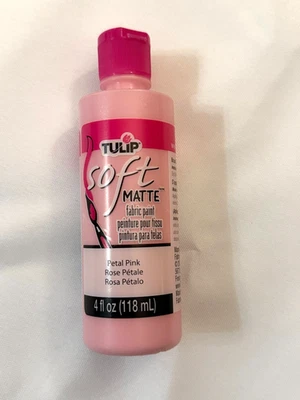 TULIP
soft
MATTE
fabric paint
peinture pour tissu
pintura para telas
Petal Pink
Rose Pétale
Rosa Pétalo
4 fl oz (118 mL)